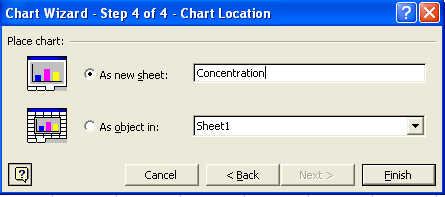 Chart Wizard - Step 4 of 4 - Chart Location
Place chart:
As new sheet: Concentration
As object in: Sheet1
Cancel < Back Next > Finish